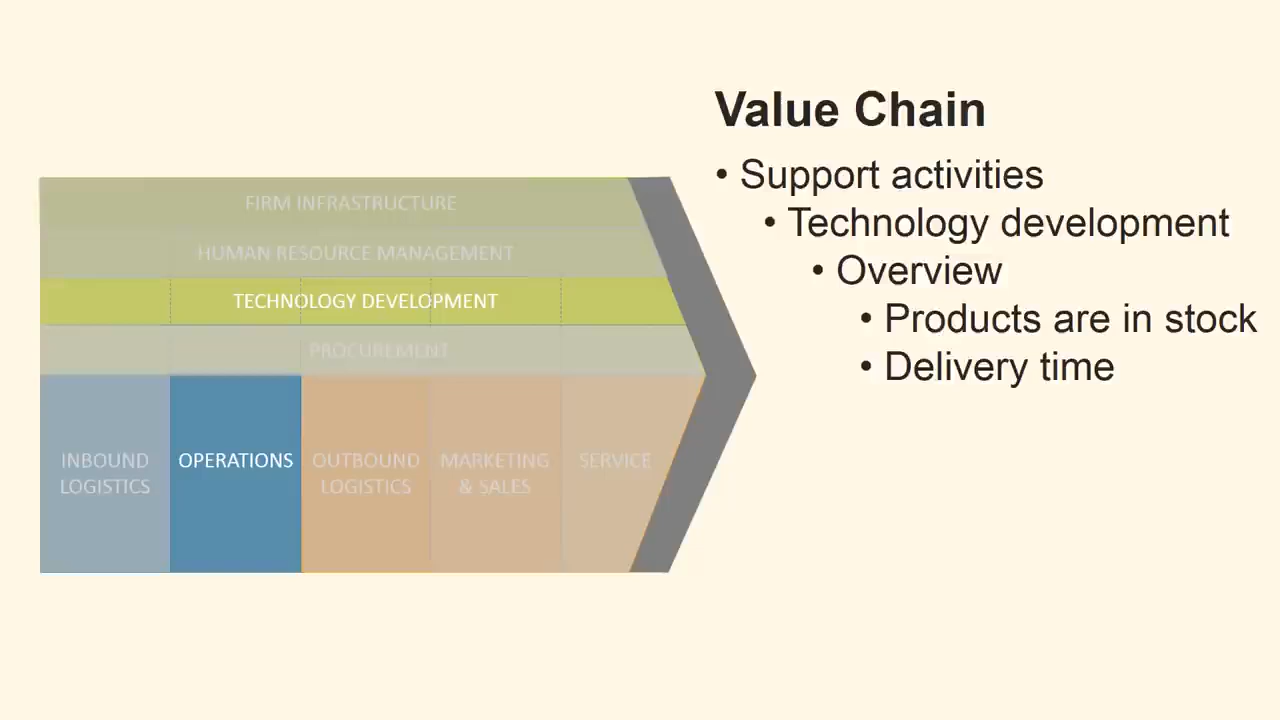 Value Chain
• Support activities
• Technology development
• Overview
• Products are in stock
• Delivery time
FIRM INFRASTRUCTURE
HUMAN RESOURCE MANAGEMENT
TECHNOLOGY DEVELOPMENT
PROCUREMENT
INBOUND
LOGISTICS
OPERATIONS
OUTBOUND
LOGISTICS
MARKETING
& SALES
SERVICE